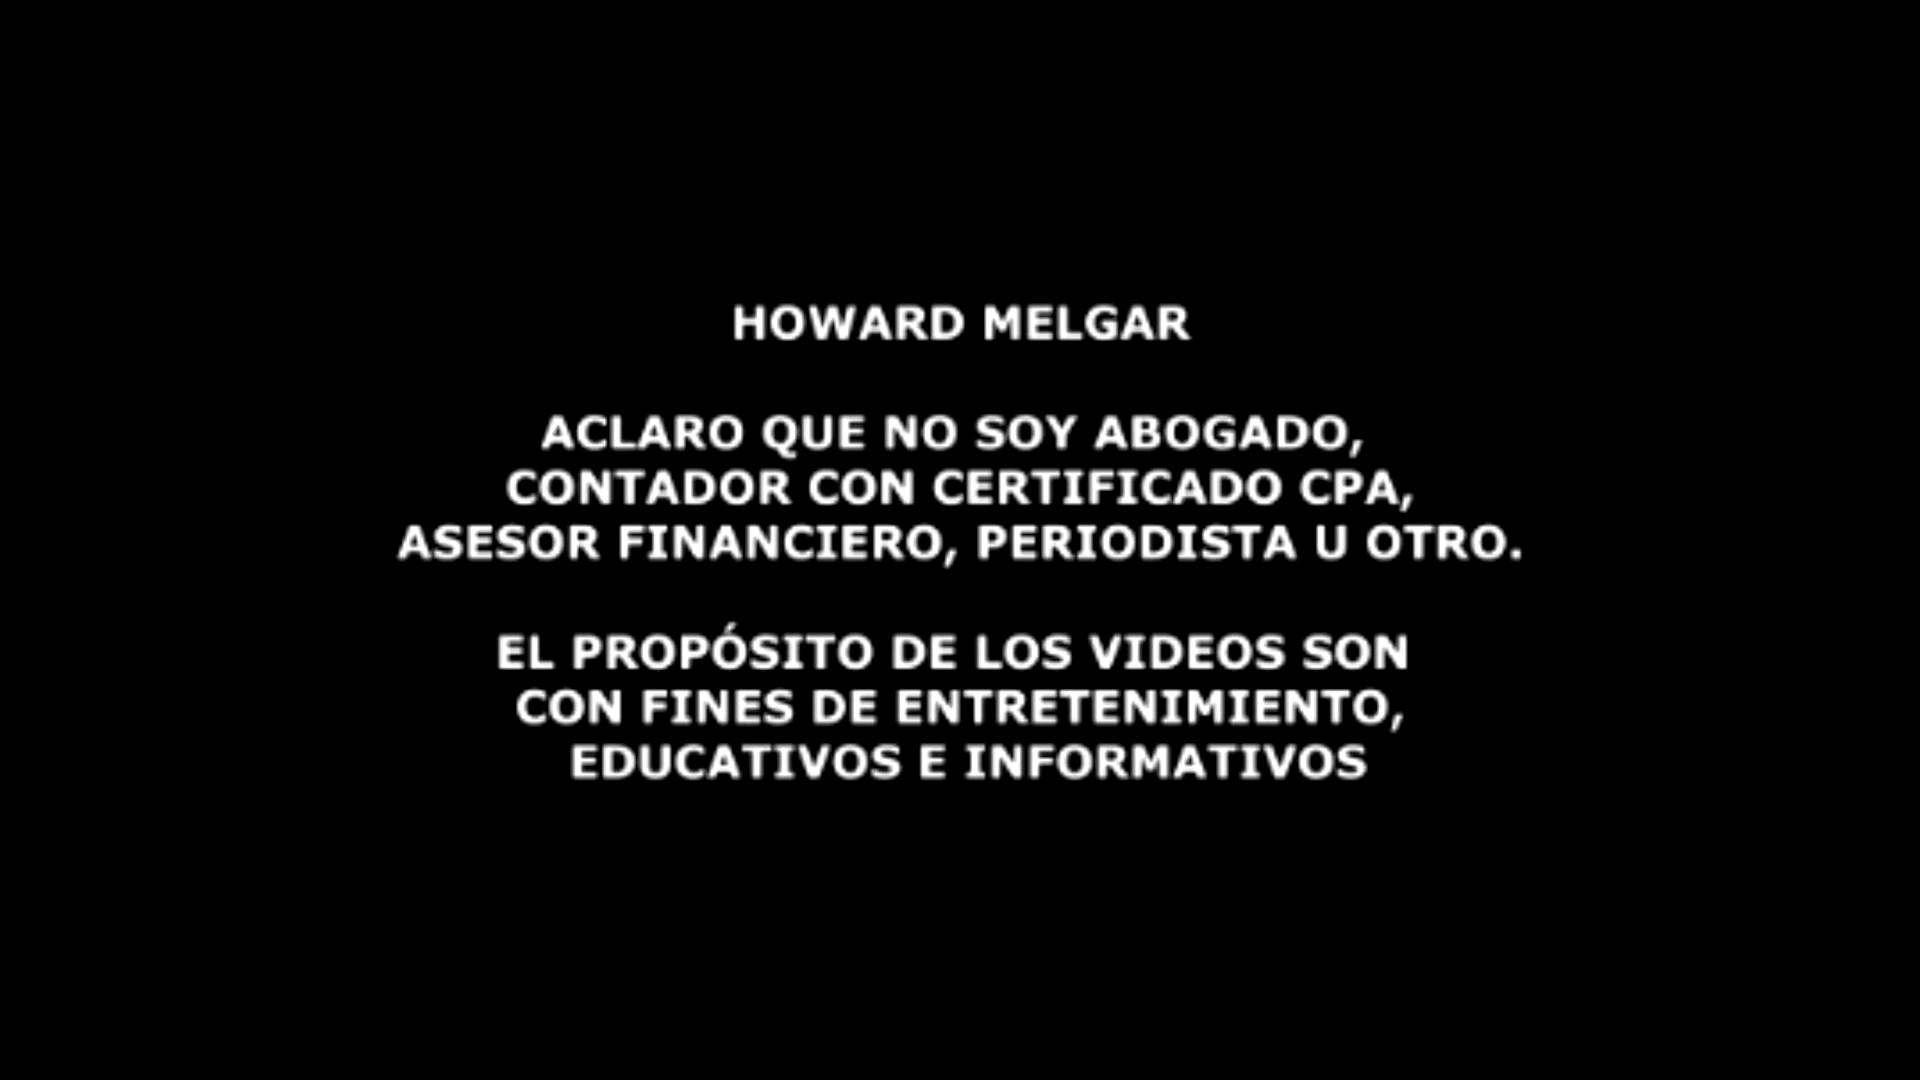 HOWARD MELGAR
ACLARO QUE NO SOY ABOGADO,
CONTADOR CON CERTIFICADO CPA,
ASESOR FINANCIERO, PERIODISTA U OTRO.
EL PROPÓSITO DE LOS VIDEOS SON
CON FINES DE ENTRETENIMIENTO,
EDUCATIVOS E INFORMATIVOS